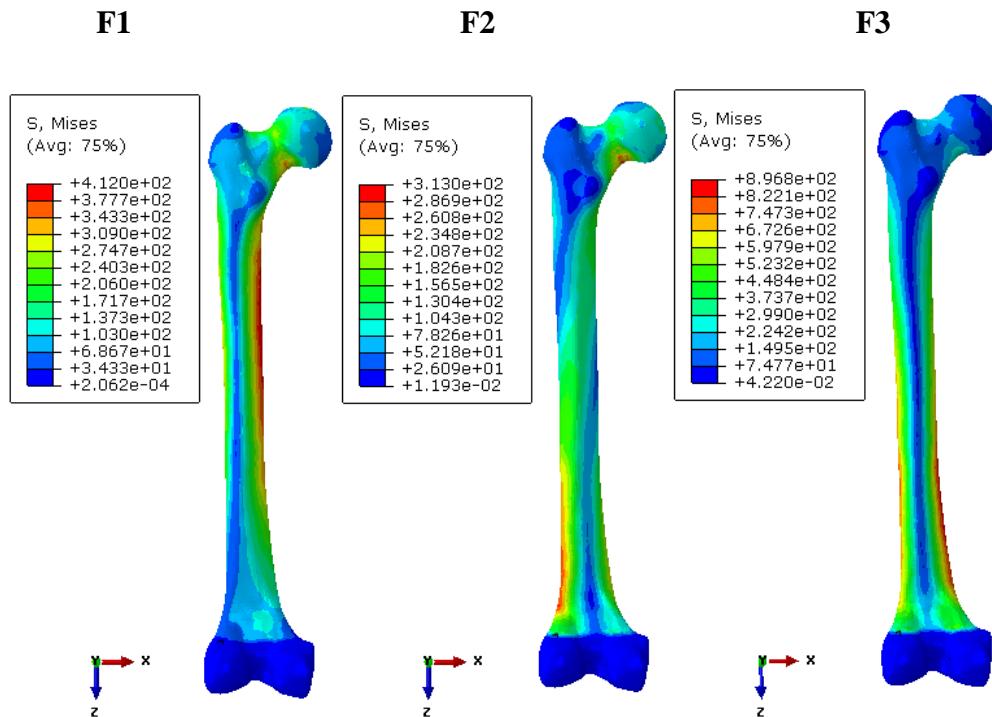 F1
F2
F3
S, Mises
(Avg: 75%)
+4.120e+02
+3.777e+02
+3.433e+02
+3.090e+02
+2.747e+02
+2.403e+02
+2.060e+02
+1.717e+02
+1.373e+02
+1.030e+02
+6.867e+01
+3.433e+01
+2.062e-04
S, Mises
(Avg: 75%)
+3.130e+02
+2.869e+02
+2.608e+02
+2.348e+02
+2.087e+02
+1.826e+02
+1.565e+02
+1.304e+02
+1.043e+02
+7.826e+01
+5.218e+01
+2.609e+01
+1.193e-02
S, Mises
(Avg: 75%)
+8.968e+02
+8.221e+02
+7.473e+02
+6.726e+02
+5.979e+02
+5.232e+02
+4.484e+02
+3.737e+02
+2.990e+02
+2.242e+02
+1.495e+02
+7.477e+01
+4.220e-02
Y X
Z
Y X
Z
Y X
Z